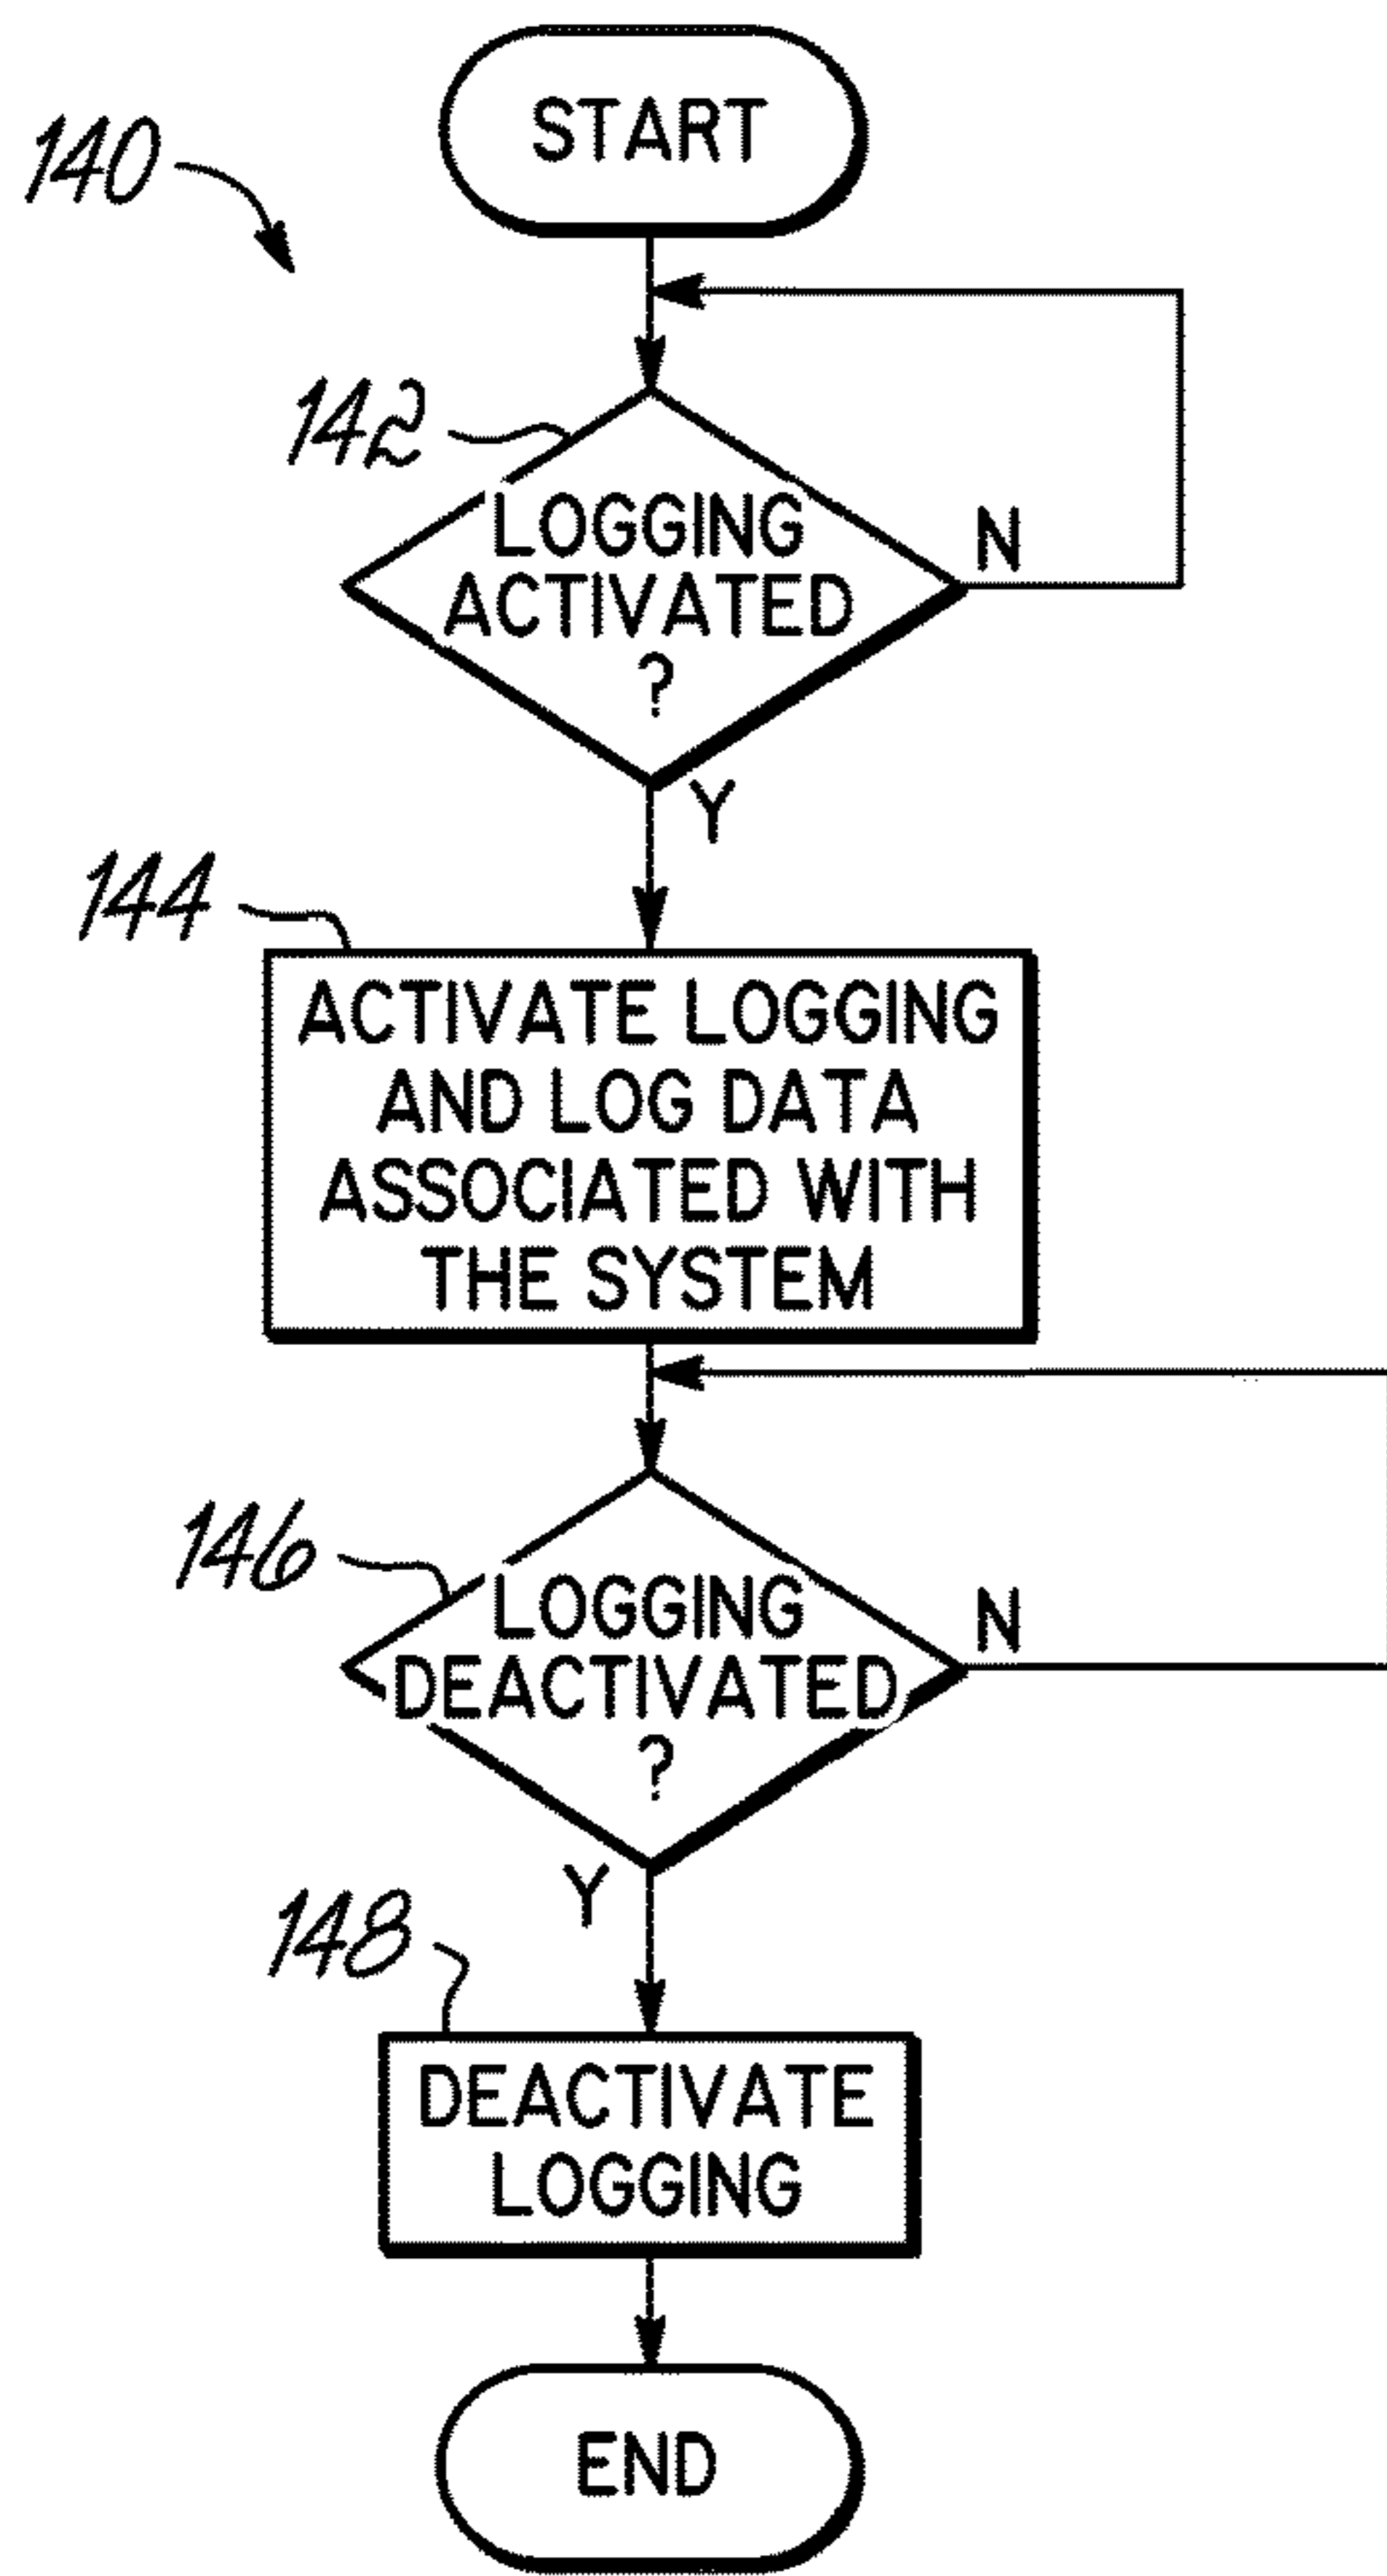 START
140
142
LOGGING
ACTIVATED
?
N
Y
144
ACTIVATE LOGGING
AND LOG DATA
ASSOCIATED WITH
THE SYSTEM
146
LOGGING
DEACTIVATED
?
N
Y
148
DEACTIVATE
LOGGING
END